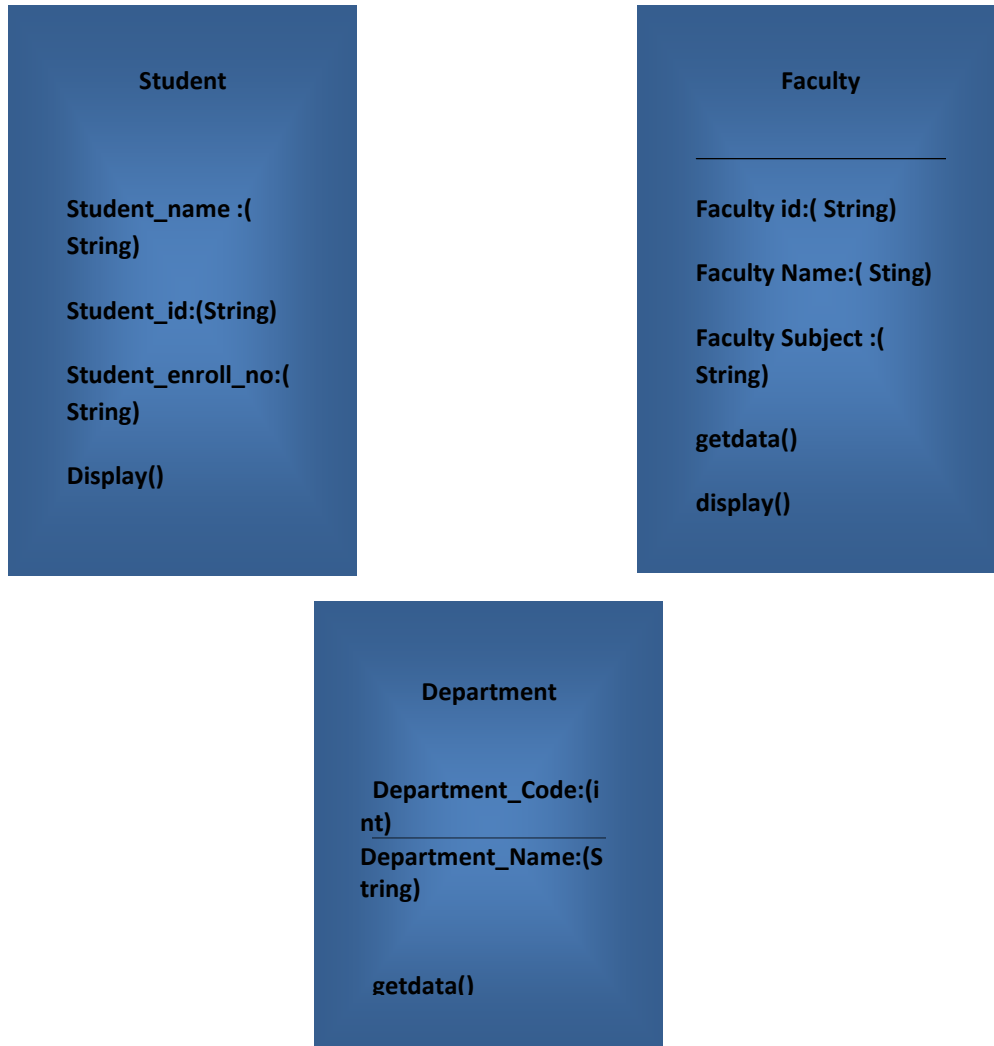 Student
Student_name :(
String)
Student_id:(String)
Student_enroll_no:(
String)
Display()
Faculty
Faculty id:( String)
Faculty Name:( Sting)
Faculty Subject :(
String)
getdata()
display()
Department
Department_Code:(i
nt)
Department_Name:(S
tring)
getdata()